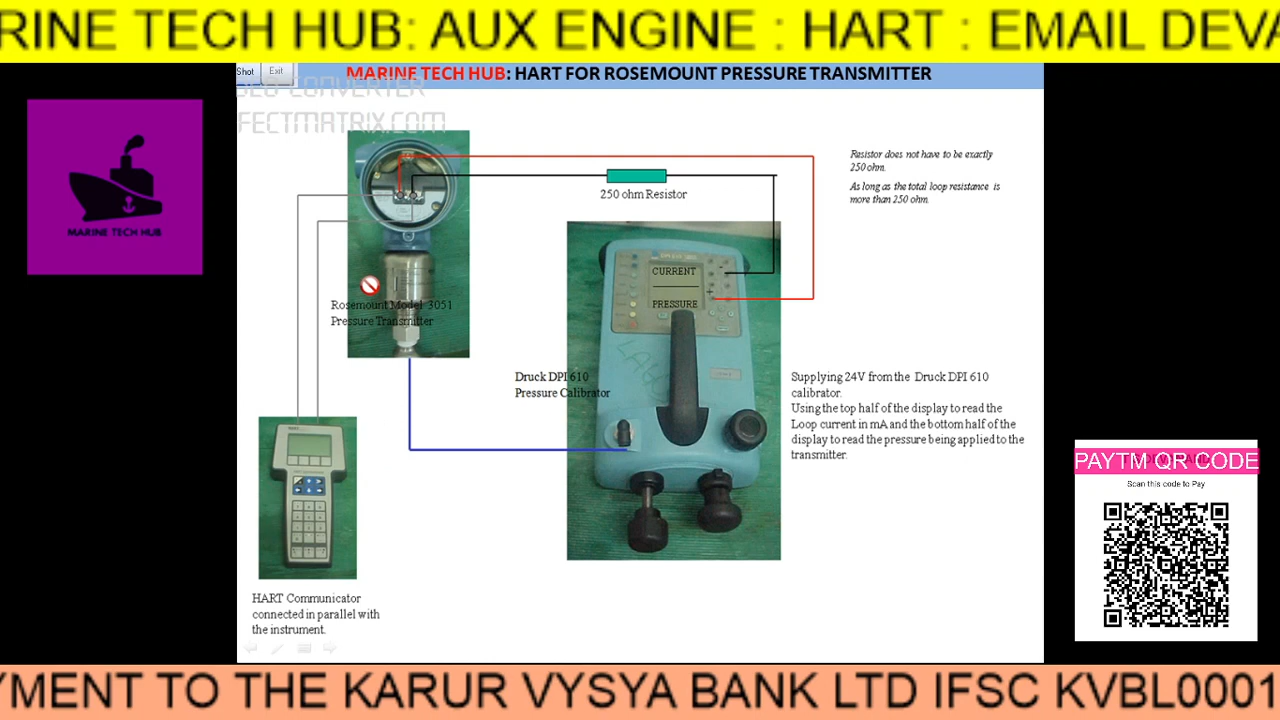 RINE TECH HUB: AUX ENGINE : HART : EMAIL DEVA
Shot
Exit
MARINE TECH HUB: HART FOR ROSEMOUNT PRESSURE TRANSMITTER
CONVERTER
FECTMATRIX.COM
MARINE TECH HUB
Resistor does not have to be exactly
250 ohm.
As long as the total loop resistance is
more than 250 ohm.
250 ohm Resistor
CURRENT
PRESSURE
Rosemount Model 3051
Pressure Transmitter
Druck DPI 610
Pressure Calibrator
Supplying 24V from the Druck DPI 610
calibrator.
Using the top half of the display to read the
Loop current in mA and the bottom half of the
display to read the pressure being applied to the
transmitter.
HART Communicator
connected in parallel with
the instrument.
PAYTM QR CODE
Scan this code to Pay
YMENT TO THE KARUR VYSYA BANK LTD IFSC KVBL0001